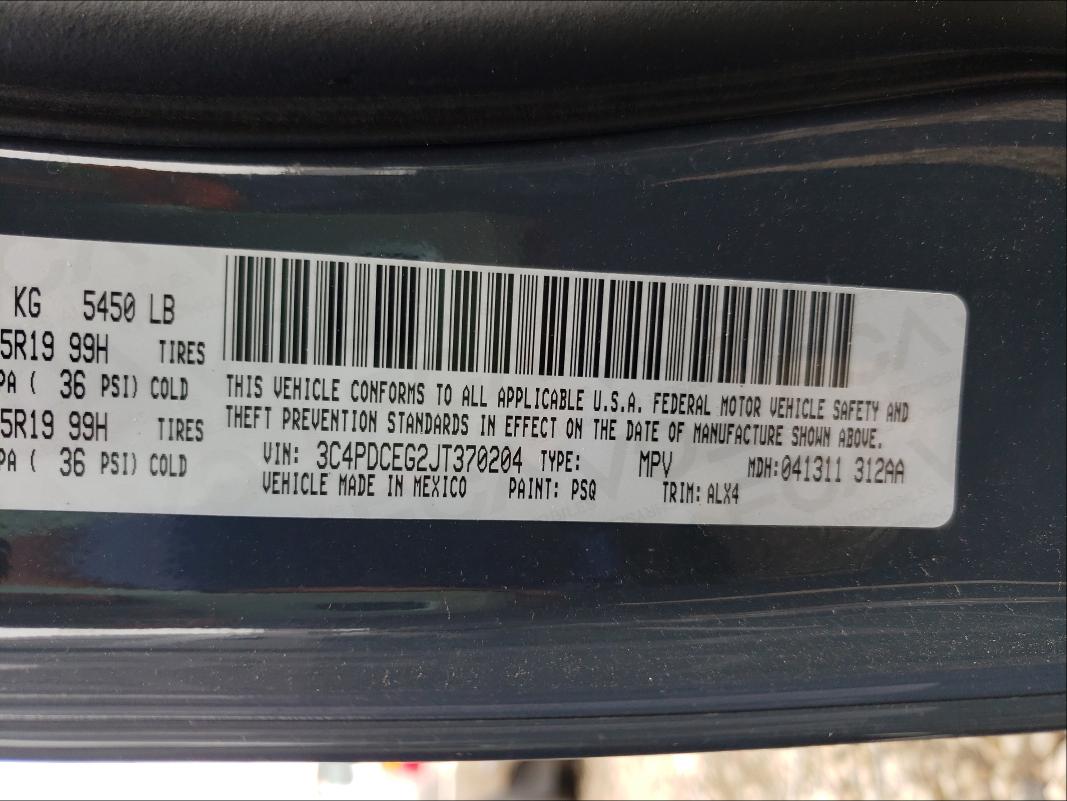 KG 5450 LB
5R19 99H TIRES
PA ( 36 PSI) COLD
5R19 99H TIRES
PA ( 36 PSI) COLD
THIS VEHICLE CONFORMS TO ALL APPLICABLE U.S.A. FEDERAL MOTOR VEHICLE SAFETY AND
THEFT PREVENTION STANDARDS IN EFFECT ON THE DATE OF MANUFACTURE SHOWN ABOVE.
VIN: 3C4PDCEG2JT370204 TYPE: MPV MDH: 041311 312AA
VEHICLE MADE IN MEXICO PAINT: PSQ TRIM: ALX4